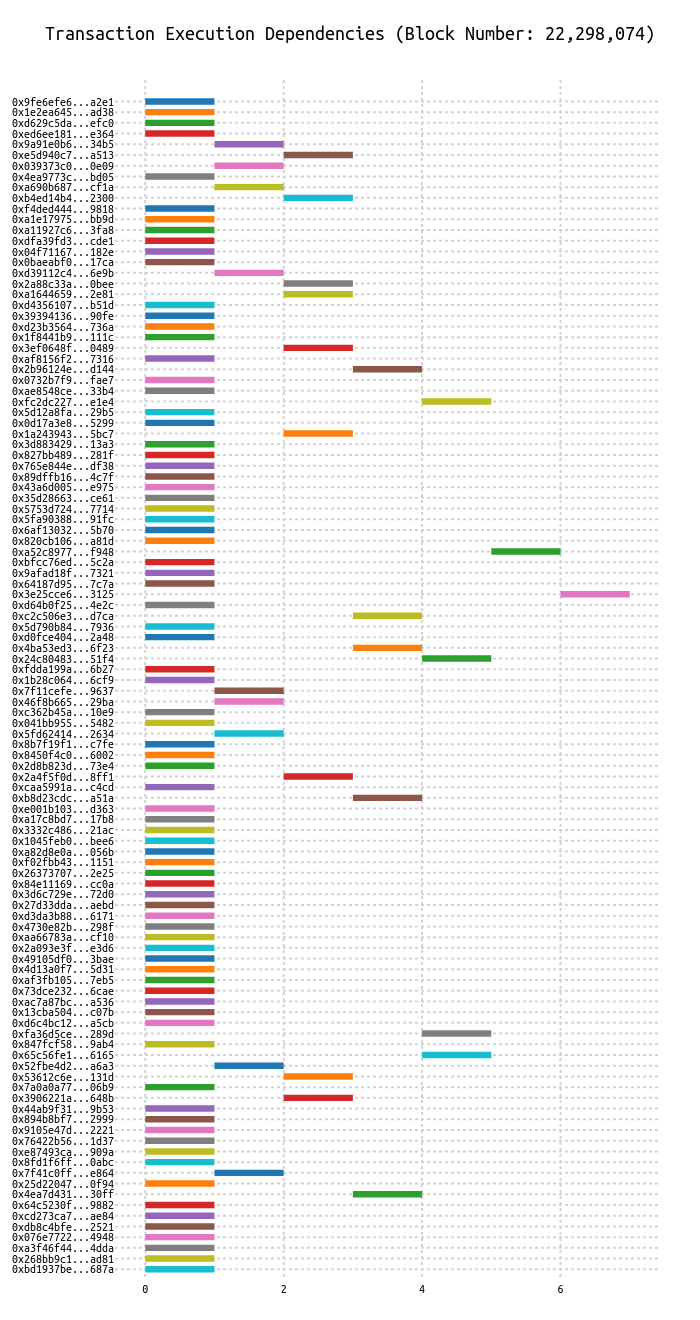 Transaction Execution Dependencies (Block Number: 22,298,074)
0x9fe6efe6...a2e1
0x1e2ea645...ad38
0xd629c5da...efc0
0xed6ee181...e364
0x9a91e0b6...34b5
0xe5d940c7...a513
0x039373c0...0e09
0x4ea9773c...bd05
0xa690b687...cf1a
0xb4ed14b4...2300
0xf4ded444...9818
0xa1e17975...bb9d
0xa11927c6...3fa8
0xdfa39fd3...cde1
0x04f71167...182e
0x0baeabf0...17ca
0xd39112c4...6e9b
0x2a88c33a...0bee
0xa1644659...2e81
0xd4356107...b51d
0x39394136...90fe
0xd23b3564...736a
0x1f8441b9...111c
0x3ef0648f...0489
0xaf8156f2...7316
0x2b96124e...d144
0x0732b7f9...fae7
0xae8548ce...33b4
0xfc2dc227...e1e4
0x5d12a8fa...29b5
0x0d17a3e8...5299
0x1a243943...5bc7
0x3d883429...13a3
0x827bb489...281f
0x765e844e...df38
0x89dffb16...4c7f
0x43a6d005...e975
0x35d28663...ce61
0x5753d724...7714
0x5fa90388...91fc
0x6af13032...5b70
0x820cb106...a81d
0xa52c8977...f948
0xbfcc76ed...5c2a
0x9afad18f...7321
0x64187d95...7c7a
0x3e25cce6...3125
0xd64b0f25...4e2c
0xc2c506e3...d7ca
0x5d790b84...7936
0xd0fce404...2a48
0x4ba53ed3...6f23
0x24c80483...51f4
0xfdda199a...6b27
0x1b28c064...6cf9
0x7f11cefe...9637
0x46f8b665...29ba
0xc362b45a...10e9
0x041bb955...5482
0x5fd62414...2634
0x8b7f19f1...c7fe
0x8450f4c0...6002
0x2d8b823d...73e4
0x2a4f5f0d...8ff1
0xcaa5991a...c4cd
0xb8d23cdc...a51a
0xe001b103...d363
0xa17c8bd7...17b8
0x3332c486...21ac
0x1045feb0...bee6
0xa82d8e0a...056b
0xf02fbb43...1151
0x26373707...2e25
0x84e11169...cc0a
0x3d6c729e...72d0
0x27d33dda...aebd
0xd3da3b88...6171
0x4730e82b...298f
0xaa66783a...cf10
0x2a093e3f...e3d6
0x49105df0...3bae
0x4d13a0f7...5d31
0xaf3fb105...7eb5
0x73dce232...6cae
0xac7a87bc...a536
0x13cba504...c07b
0xd6c4bc12...a5cb
0xfa36d5ce...289d
0x847fcf58...9ab4
0x65c56fe1...6165
0x52fbe4d2...a6a3
0x53612c6e...131d
0x7a0a0a77...06b9
0x3906221a...648b
0x44ab9f31...9b53
0x894b8bf7...2999
0x9105e47d...2221
0x76422b56...1d37
0xe87493ca...909a
0x8fd1f6ff...0abc
0x7f41c0ff...e864
0x25d22047...0f94
0x4ea7d431...30ff
0x64c5230f...9882
0xcd273ca7...ae84
0xdb8c4bfe...2521
0x076e7722...4948
0xa3f46f44...4dda
0x268bb9c1...ad81
0xbd1937be...687a
0 2 4 6